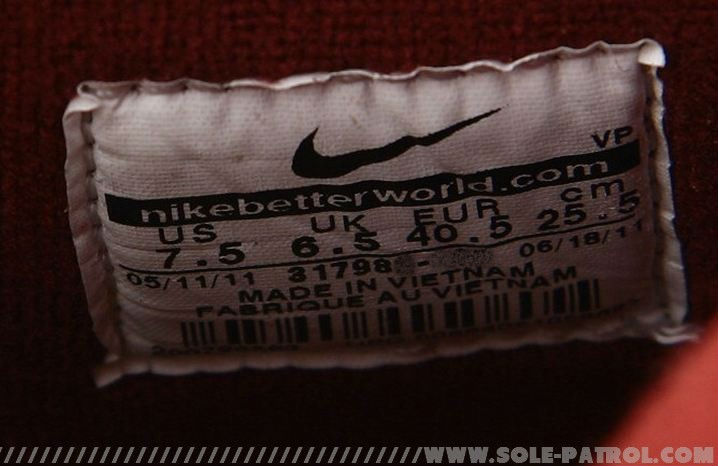 VP
nikebetterworld.com
US UK EUR cm
7.5 6.5 40.5 25.5
05/11/11 31798 06/18/11
MADE IN VIETNAM
FABRIQUE AU VIETNAM
WWW.SOLE-PATROL.COM